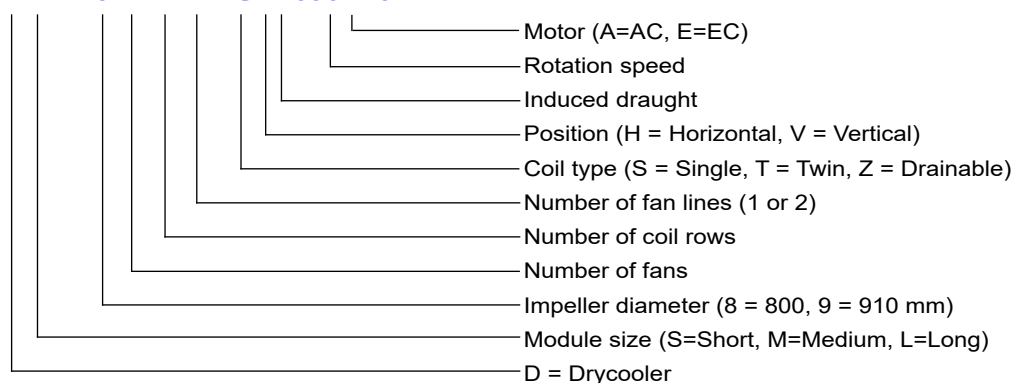 Motor (A=AC, E=EC)
Rotation speed
Induced draught
Position (H = Horizontal, V = Vertical)
Coil type (S = Single, T = Twin, Z = Drainable)
Number of fan lines (1 or 2)
Number of coil rows
Number of fans
Impeller diameter (8 = 800, 9 = 910 mm)
Module size (S=Short, M=Medium, L=Long)
D = Drycooler